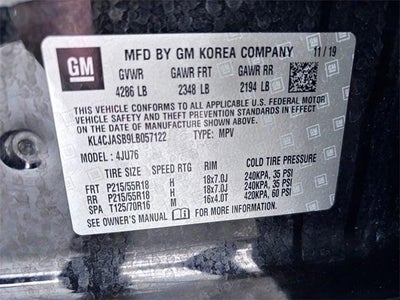 GM
MFD BY GM KOREA COMPANY 11/19
GVWR GAWR FRT GAWR RR
4286 LB 2348 LB 2194 LB
THIS VEHICLE CONFORMS TO ALL APPLICABLE U.S. FEDERAL MOTOR
VEHICLE SAFETY, BUMPER, AND THEFT PREVENTION STANDARDS
IN EFFECT ON THE DATE OF MANUFACTURE SHOWN ABOVE.
KL4CJASB9LB057122 TYPE: MPV
MODEL: 4JU76
TIRE SIZE SPEED RTG RIM COLD TIRE PRESSURE
FRT P215/55R18 H 18x7.0J 240KPA, 35 PSI
RR P215/55R18 H 18x7.0J 240KPA, 35 PSI
SPA T125/70R16 M 16x4.0T 420KPA, 60 PSI
SEE OWNER'S MANUAL FOR MORE INFORMATION.